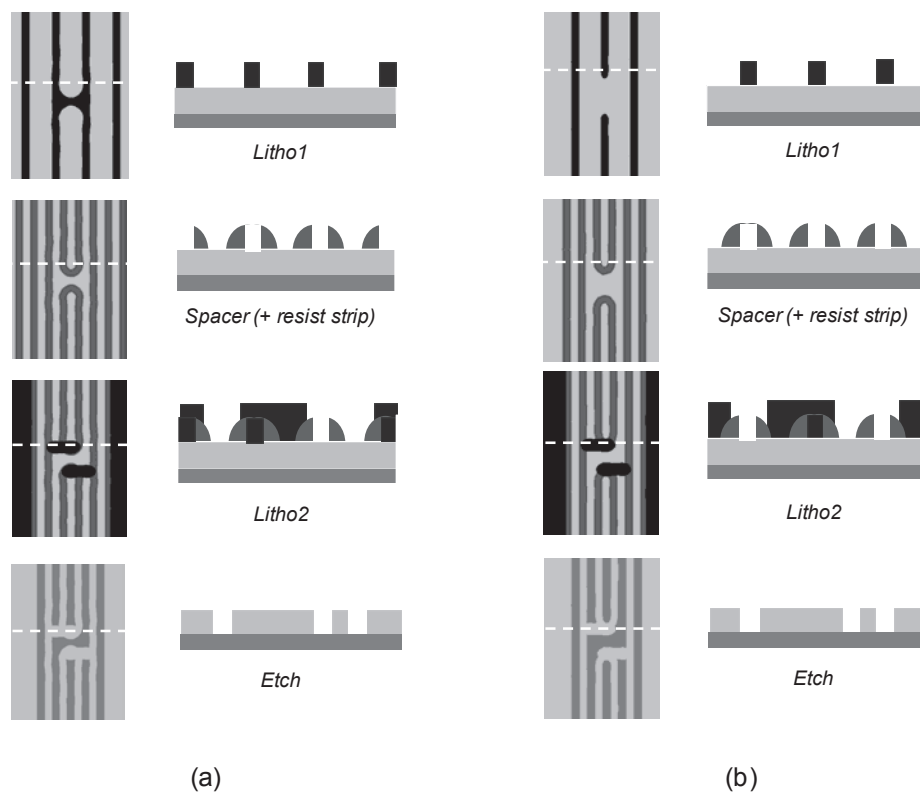 Litho1
Spacer (+ resist strip)
Litho2
Etch
(a)
Litho1
Spacer (+ resist strip)
Litho2
Etch
(b)